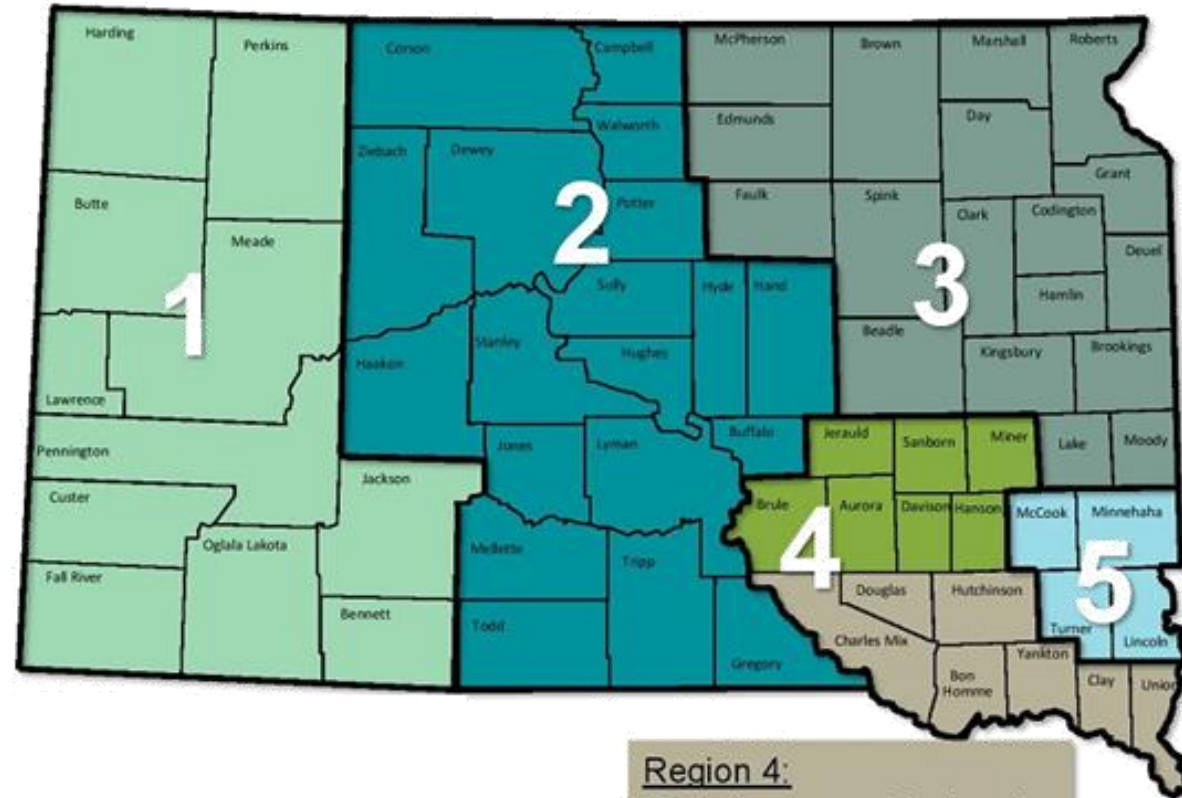 Harding
Perkins
Corson
Campbell
McPherson
Brown
Marshall
Roberts
Walworth
Edmunds
Day
Ziebach
Dewey
Grant
Butte
Potter
Faulk
Spink
Clark
Codington
Meade
2
Deuel
1
Sully
Hyde
Hand
3
Hamlin
Haakon
Stanley
Hughes
Beadle
Kingsbury
Brookings
Lawrence
Pennington
Jones
Lyman
Buffalo
Jerauld
Sanborn
Miner
Lake
Moody
Custer
Jackson
Brule
Aurora
Davison
Hanson
McCook
Minnehaha
Oglala Lakota
Mellette
Tripp
4
5
Fall River
Bennett
Todd
Gregory
Douglas
Hutchinson
Turner
Lincoln
Charles Mix
Yankton
Bon
Homme
Clay
Union
Region 4: